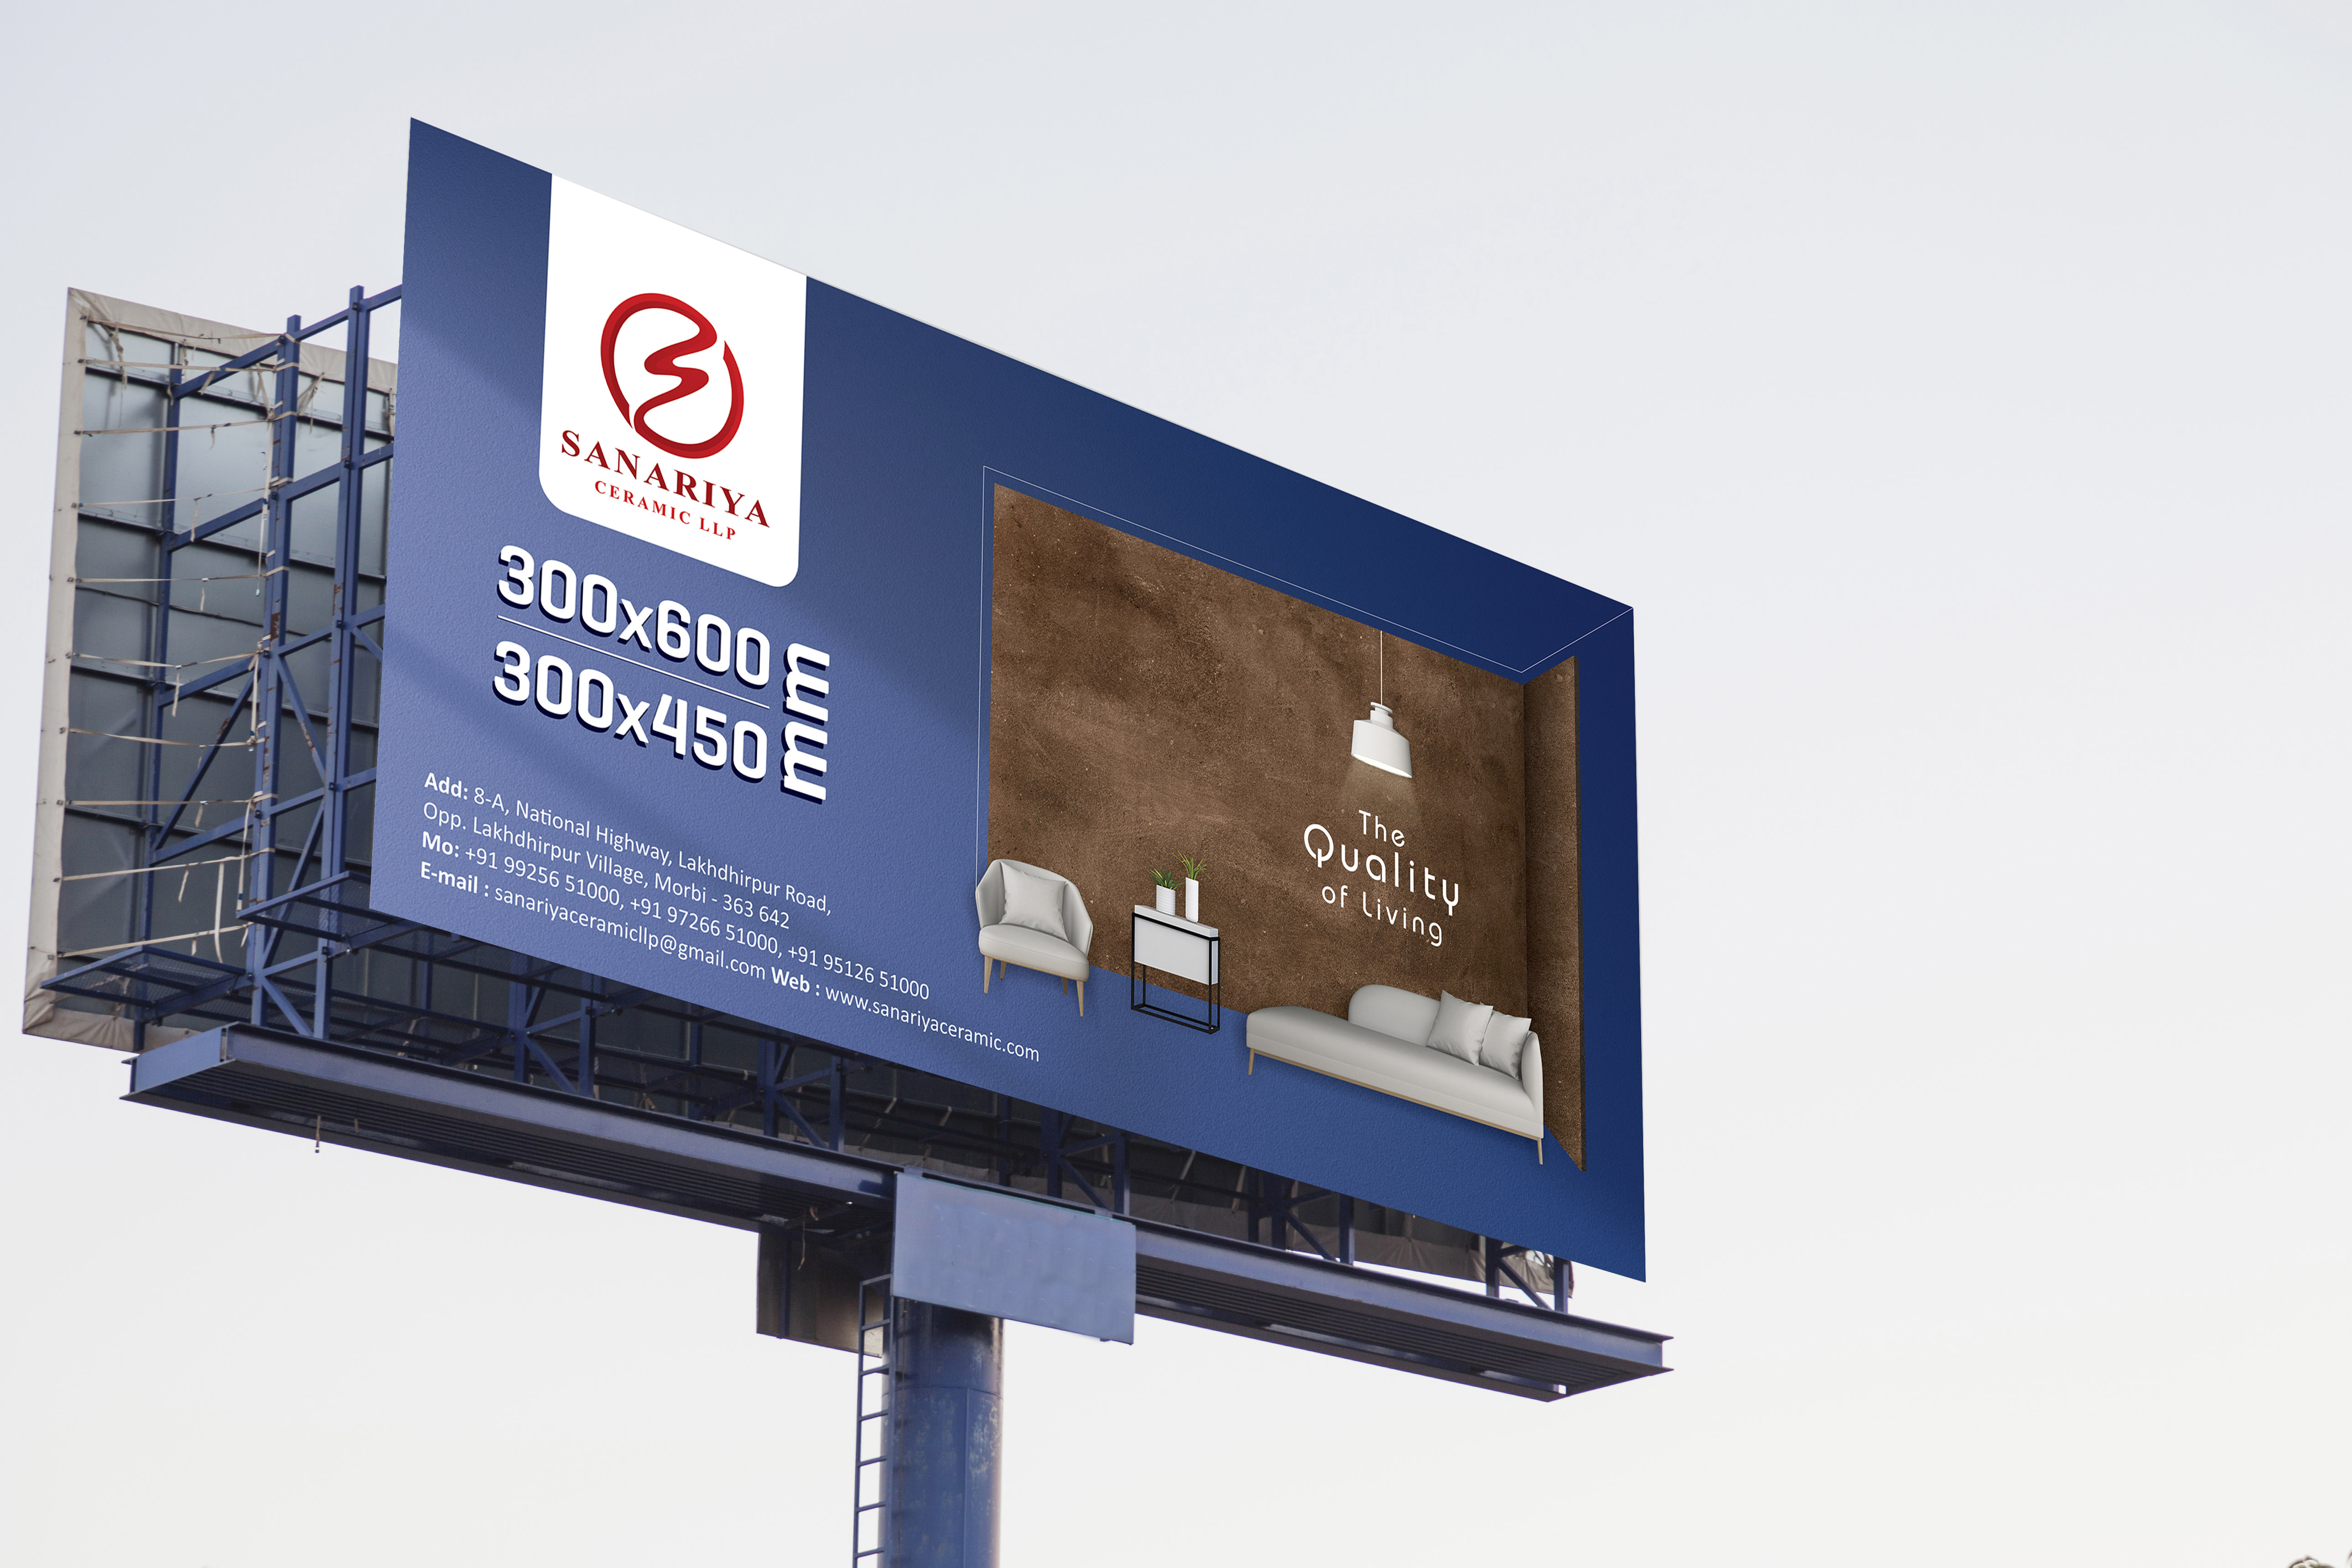 SANARIYA
CERAMIC LLP
300x600
300x450
mm
Add: 8-A, National Highway, Lakhdhirpur Road,
Opp. Lakhdhirpur Village, Morbi - 363 642
Mo: +91 99256 51000, +91 97266 51000, +91 95126 51000
E-mail : sanariyaceramicllp@gmail.com Web : www.sanariyaceramic.com
The
Quality
of Living